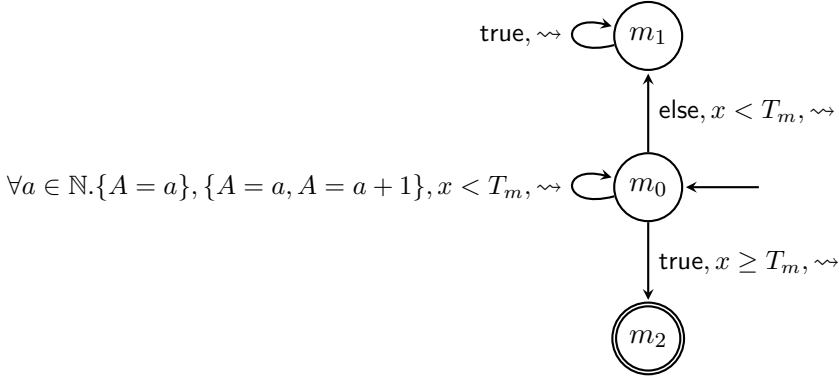 true, ⇝
m₁
else, x < Tₘ, ⇝
∀a ∈ ℕ.{A = a}, {A = a, A = a + 1}, x < Tₘ, ⇝
m₀
true, x ≥ Tₘ, ⇝
m₂